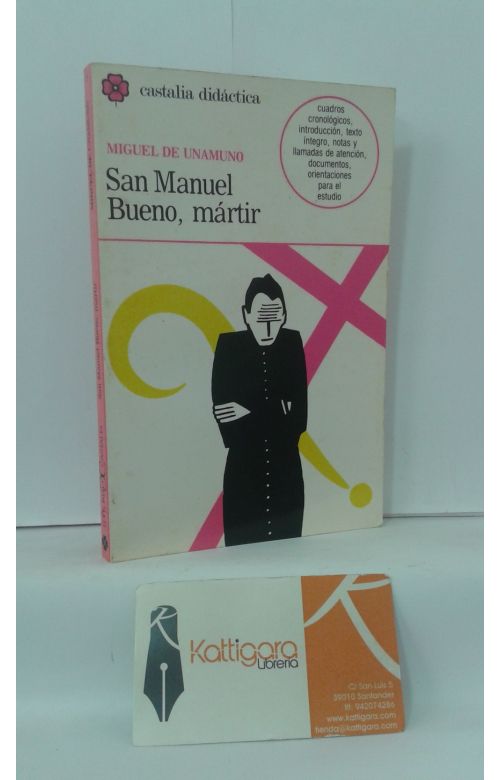 castalia didáctica
MIGUEL DE UNAMUNO
San Manuel
Bueno, mártir
cuadros
cronológicos,
introducción, texto
íntegro, notas y
llamadas de atención,
documentos,
orientaciones
para el
estudio
Kattigara
Librería
C/ San Luis 5
39010 Santander
tlf: 942074286
www.kattigara.com
tienda@kattigara.com